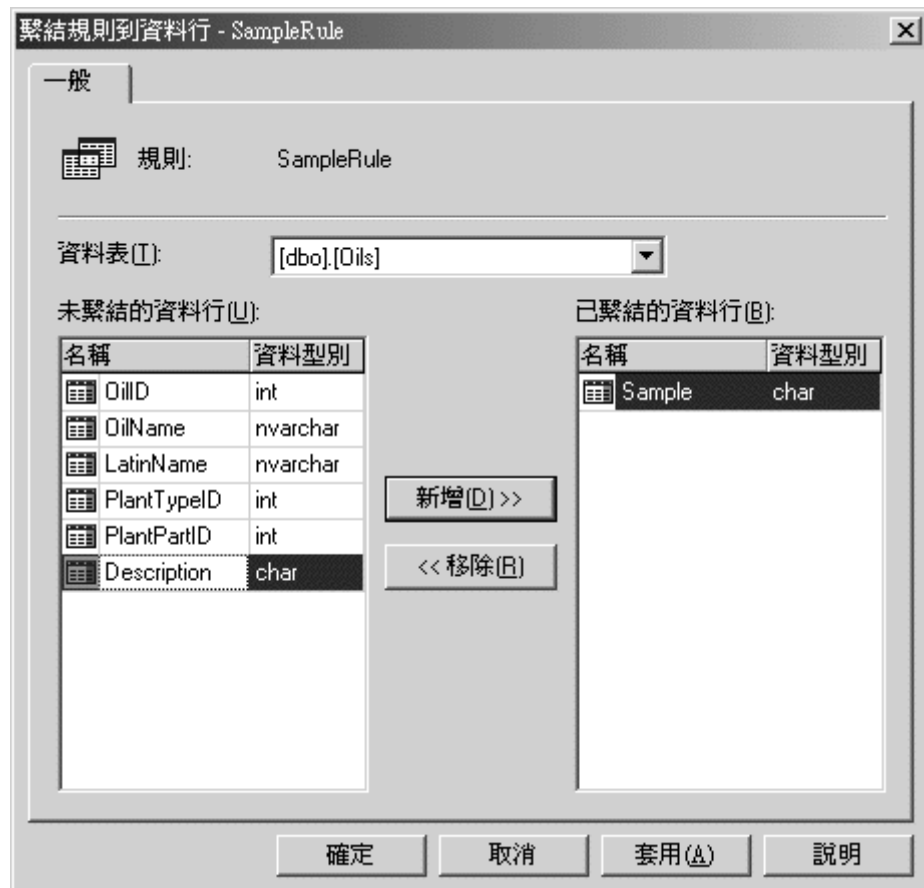 繫結規則到資料行 - SampleRule
一般
規則: SampleRule
資料表(T): [dbo].[Oils]
未繫結的資料行(U): 已繫結的資料行(B):
名稱 資料型別 名稱 資料型別
OilID int Sample char
OilName nvarchar
LatinName nvarchar
PlantTypeID int
新增(D) >>
PlantPartID int
<< 移除(R)
Description char
確定 取消 套用(A) 說明